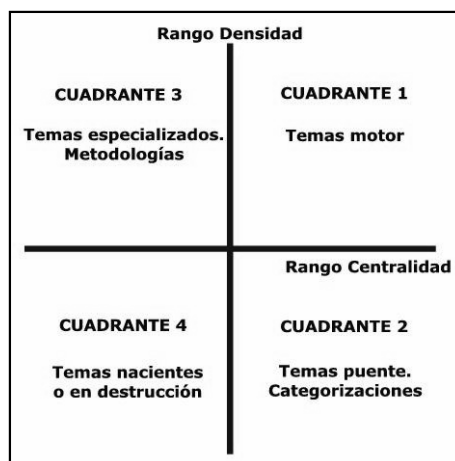 Rango Densidad
CUADRANTE 3
Temas especializados.
Metodologías
CUADRANTE 1
Temas motor
Rango Centralidad
CUADRANTE 4
Temas nacientes
o en destrucción
CUADRANTE 2
Temas puente.
Categorizaciones